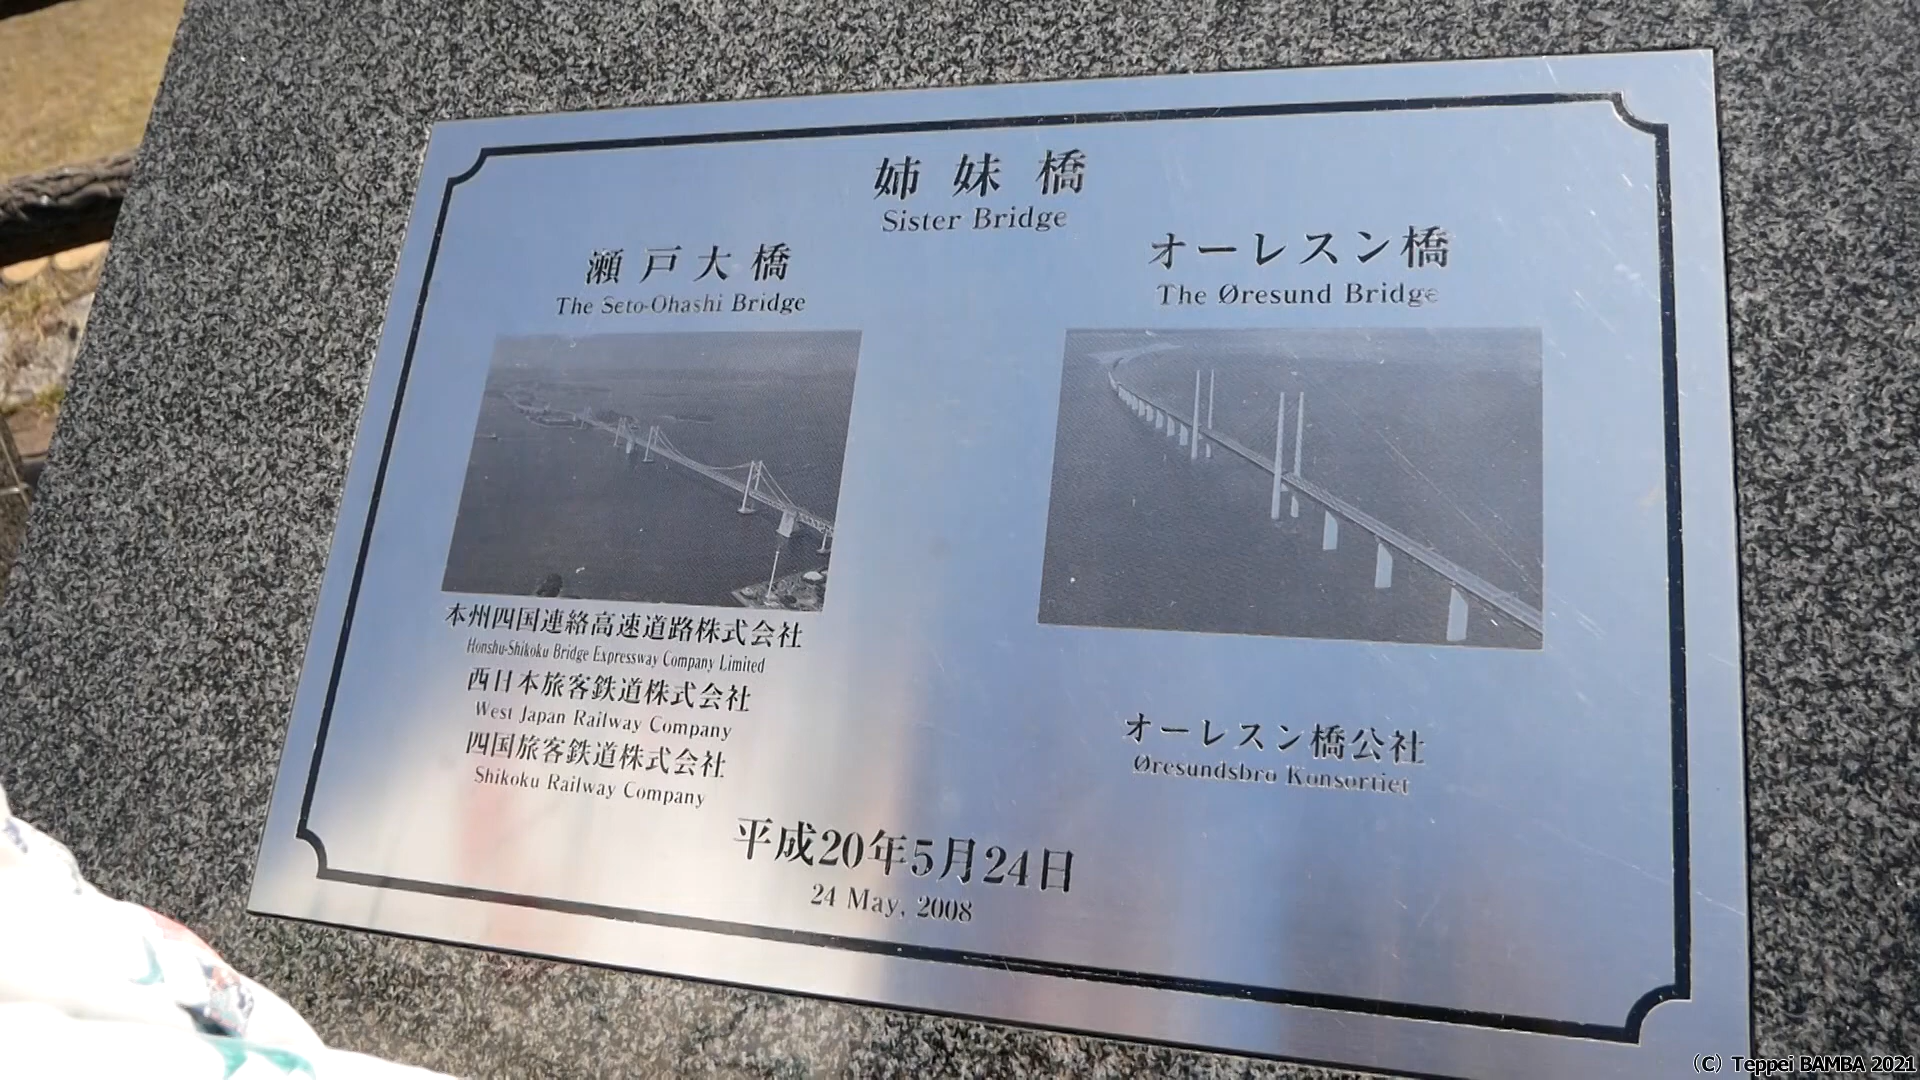 姉妹橋
Sister Bridge
瀬戸大橋
The Seto-Ohashi Bridge
本州四国連絡高速道路株式会社
Honshu-Shikoku Bridge Expressway Company Limited
西日本旅客鉄道株式会社
West Japan Railway Company
四国旅客鉄道株式会社
Shikoku Railway Company
オーレスン橋
The Øresund Bridge
オーレスン橋公社
Øresundsbro Konsortiet
平成20年5月24日
24 May, 2008
(C) Teppei BAMBA 2021